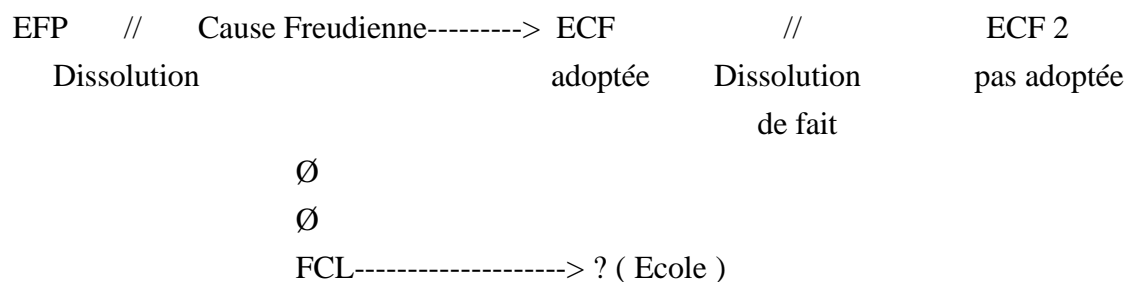 EFP // Cause Freudienne---------> ECF // ECF 2
Dissolution adoptée Dissolution pas adoptée
de fait
Ø
Ø
FCL--------------------> ? ( Ecole )